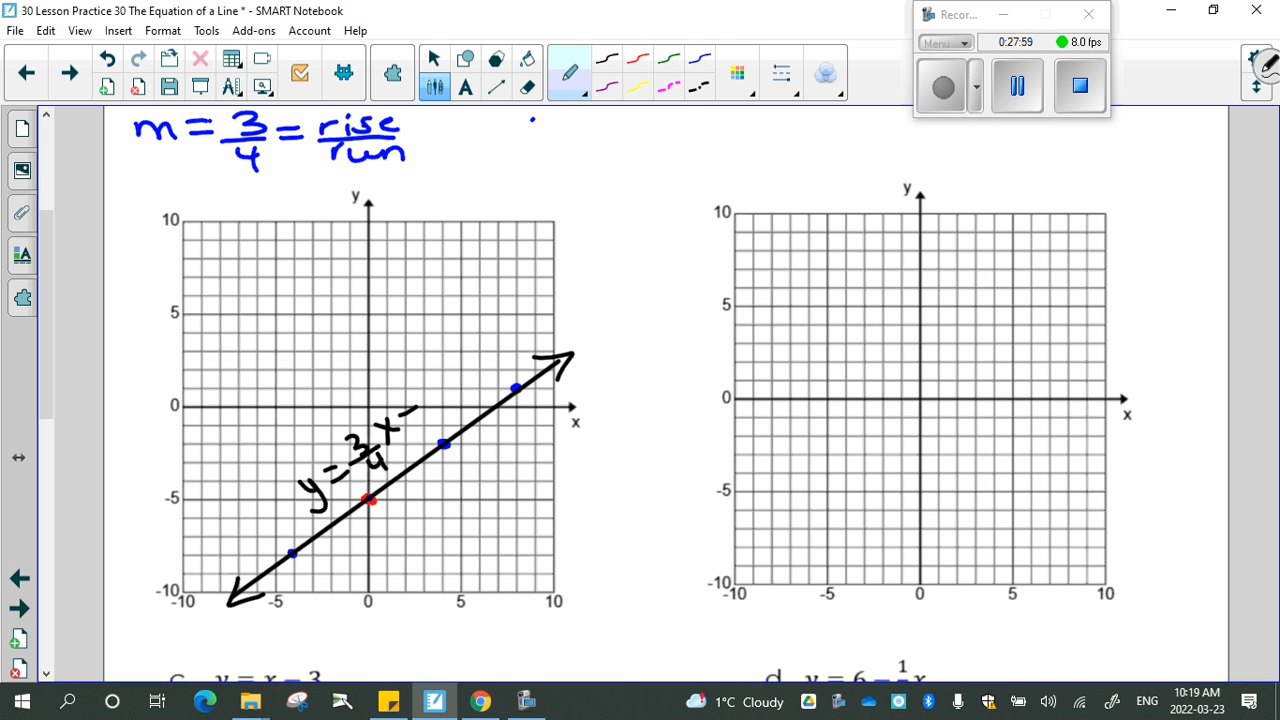 30 Lesson Practice 30 The Equation of a Line * - SMART Notebook
Recor...
File Edit View Insert Format Tools Add-ons Account Help
Menu 0:27:59 8.0 fps
m = 3/4 = rise/run
y
10
5
0
-5
-10
-10 -5 0 5 10
x
y = 3/4 x -
y
10
5
0
-5
-10
-10 -5 0 5 10
x
c. y = x - 3
d. y = 6 -
1°C Cloudy
ENG
10:19 AM
2022-03-23